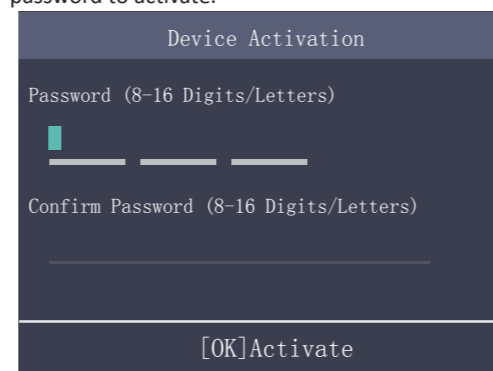 password to activate.
Device Activation
Password (8-16 Digits/Letters)
Confirm Password (8-16 Digits/Letters)
[OK]Activate